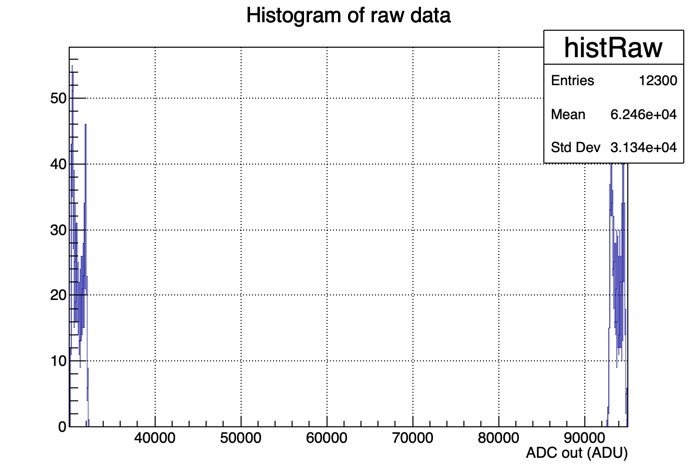 Histogram of raw data
histRaw
Entries 12300
Mean 6.246e+04
Std Dev 3.134e+04
50
40
30
20
10
0
40000 50000 60000 70000 80000 90000
ADC out (ADU)